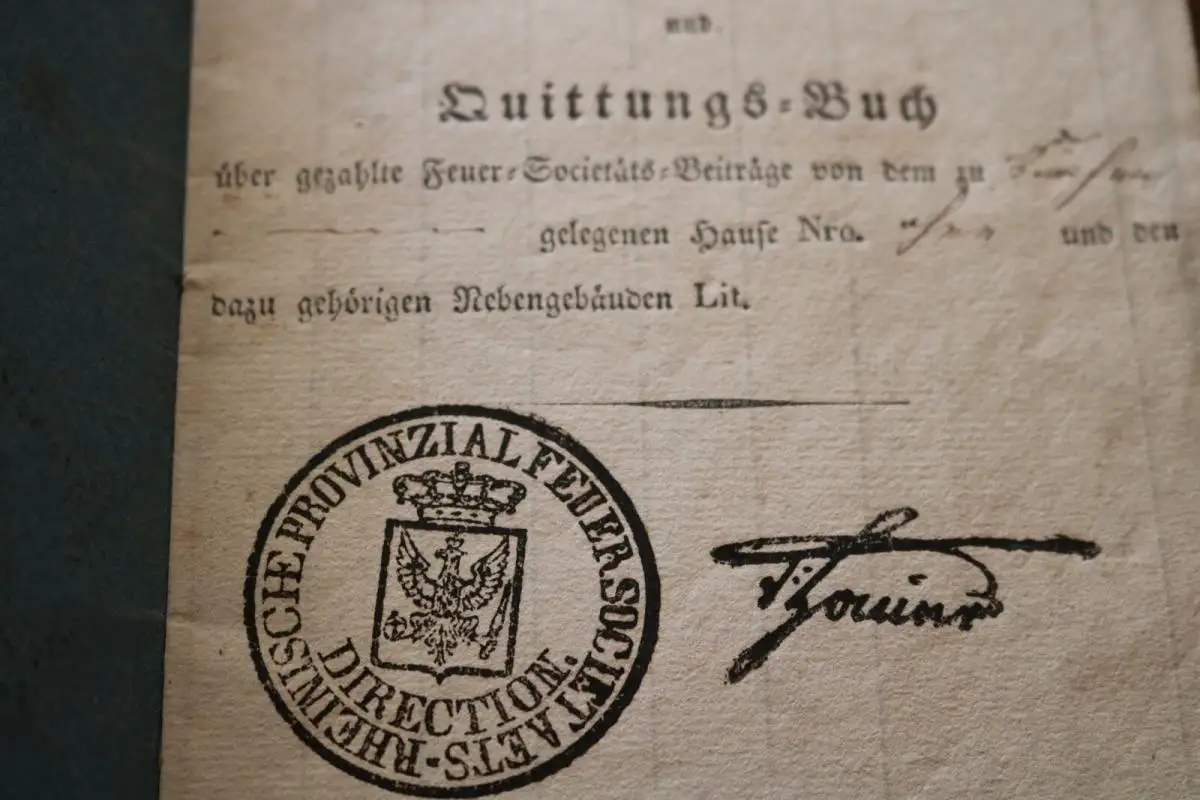 und
Quittungs-Buch
über gezahlte Feuer-Societäts-Beiträge von dem zu
gelegenen Hause Nro. und den
dazu gehörigen Nebengebäuden Lit.
RHEINISCHE PROVINZIAL FEUER SOCIETAETS-
DIRECTION.